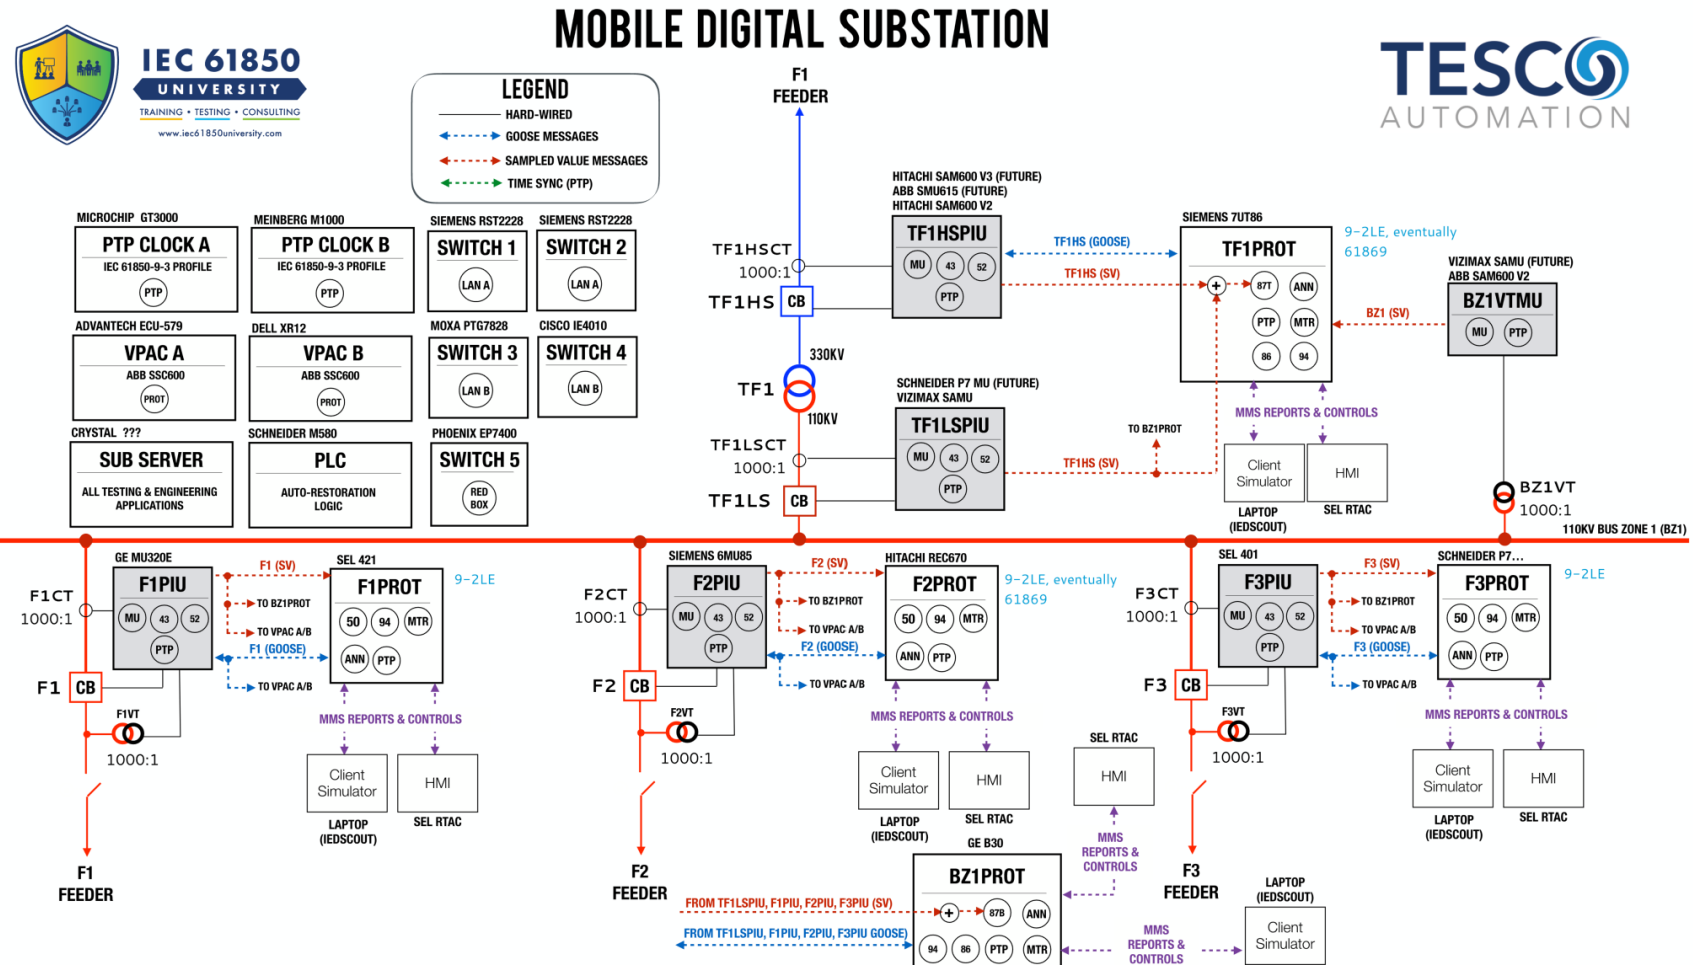 MOBILE DIGITAL SUBSTATION
IEC 61850
UNIVERSITY
TRAINING • TESTING • CONSULTING
www.iec61850university.com
LEGEND
HARD-WIRED
GOOSE MESSAGES
SAMPLED VALUE MESSAGES
TIME SYNC (PTP)
F1
FEEDER
TESCO
AUTOMATION
MICROCHIP GT3000
PTP CLOCK A
IEC 61850-9-3 PROFILE
PTP
MEINBERG M1000
PTP CLOCK B
IEC 61850-9-3 PROFILE
PTP
SIEMENS RST2228
SWITCH 1
LAN A
SIEMENS RST2228
SWITCH 2
LAN A
ADVANTECH ECU-579
VPAC A
ABB SSC600
PROT
DELL XR12
VPAC B
ABB SSC600
PROT
MOXA PTG7828
SWITCH 3
LAN B
CISCO IE4010
SWITCH 4
LAN B
CRYSTAL ???
SUB SERVER
ALL TESTING & ENGINEERING
APPLICATIONS
SCHNEIDER M580
PLC
AUTO-RESTORATION
LOGIC
PHOENIX EP7400
SWITCH 5
RED
BOX
TF1HSCT
1000:1
TF1HS
CB
330KV
TF1
110KV
TF1LSCT
1000:1
TF1LS
CB
HITACHI SAM600 V3 (FUTURE)
ABB SMU615 (FUTURE)
HITACHI SAM600 V2
TF1HSPIU
MU
43
52
PTP
TF1HS (GOOSE)
TF1HS (SV)
SCHNEIDER P7 MU (FUTURE)
VIZIMAX SAMU
TF1LSPIU
MU
43
52
PTP
TO BZ1PROT
TF1HS (SV)
SIEMENS 7UT86
TF1PROT
+
87T
ANN
PTP
MTR
86
94
9-2LE, eventually
61869
MMS REPORTS & CONTROLS
Client
Simulator
LAPTOP
(IEDSCOUT)
HMI
SEL RTAC
BZ1 (SV)
VIZIMAX SAMU (FUTURE)
ABB SAM600 V2
BZ1VTMU
MU
PTP
BZ1VT
1000:1
110KV BUS ZONE 1 (BZ1)
F1CT
1000:1
F1
CB
F1VT
1000:1
F1
FEEDER
GE MU320E
F1PIU
MU
43
52
PTP
F1 (SV)
TO BZ1PROT
TO VPAC A/B
F1 (GOOSE)
TO VPAC A/B
SEL 421
F1PROT
50
94
MTR
ANN
PTP
9-2LE
MMS REPORTS & CONTROLS
Client
Simulator
LAPTOP
(IEDSCOUT)
HMI
SEL RTAC
F2CT
1000:1
F2
CB
F2VT
1000:1
F2
FEEDER
SIEMENS 6MU85
F2PIU
MU
43
52
PTP
F2 (SV)
TO BZ1PROT
TO VPAC A/B
F2 (GOOSE)
TO VPAC A/B
HITACHI REC670
F2PROT
50
94
MTR
ANN
PTP
9-2LE, eventually
61869
MMS REPORTS & CONTROLS
Client
Simulator
LAPTOP
(IEDSCOUT)
HMI
SEL RTAC
F3CT
1000:1
F3
CB
F3VT
1000:1
F3
FEEDER
SEL 401
F3PIU
MU
43
52
PTP
F3 (SV)
TO BZ1PROT
TO VPAC A/B
F3 (GOOSE)
TO VPAC A/B
SCHNEIDER P7...
F3PROT
50
94
MTR
ANN
PTP
9-2LE
MMS REPORTS & CONTROLS
Client
Simulator
LAPTOP
(IEDSCOUT)
HMI
SEL RTAC
SEL RTAC
HMI
MMS
REPORTS &
CONTROLS
GE B30
BZ1PROT
+
87B
ANN
94
86
PTP
MTR
FROM TF1LSPIU, F1PIU, F2PIU, F3PIU (SV)
FROM TF1LSPIU, F1PIU, F2PIU, F3PIU GOOSE)
MMS
REPORTS &
CONTROLS
LAPTOP
(IEDSCOUT)
Client
Simulator